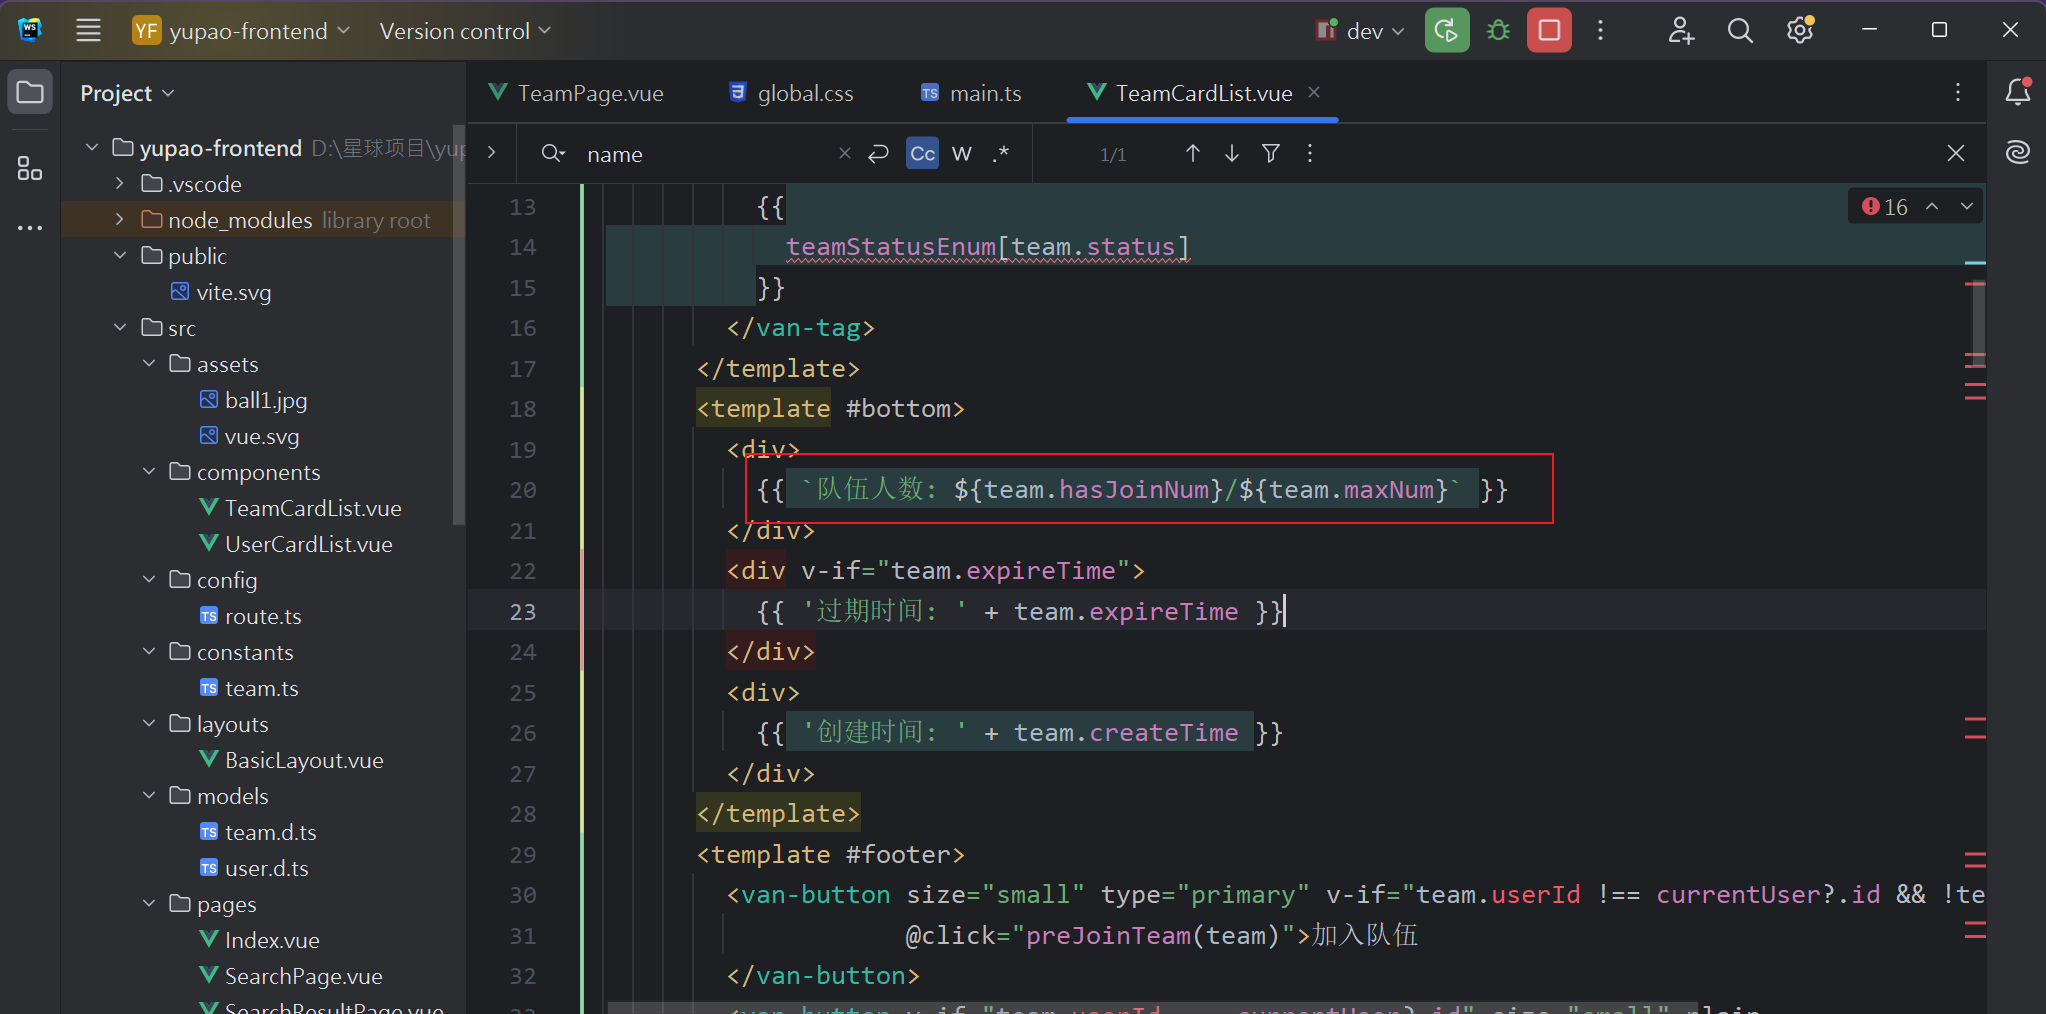 WS
YF yupao-frontend Version control dev
Project TeamPage.vue global.css TS main.ts TeamCardList.vue
name Cc W .* 1/1
yupao-frontend D:\星球项目\yup
.vscode
node_modules library root
public
vite.svg
src
assets
ball1.jpg
vue.svg
components
TeamCardList.vue
UserCardList.vue
config
TS route.ts
constants
TS team.ts
layouts
BasicLayout.vue
models
TS team.d.ts
TS user.d.ts
pages
Index.vue
SearchPage.vue
SearchResultPage.vue
16
13 {{
14 teamStatusEnum[team.status]
15 }}
16 </van-tag>
17 </template>
18 <template #bottom>
19 <div>
20 {{ `队伍人数: ${team.hasJoinNum}/${team.maxNum}` }}
21 </div>
22 <div v-if="team.expireTime">
23 {{ '过期时间: ' + team.expireTime }}
24 </div>
25 <div>
26 {{ '创建时间: ' + team.createTime }}
27 </div>
28 </template>
29 <template #footer>
30 <van-button size="small" type="primary" v-if="team.userId !== currentUser?.id && !te
31 @click="preJoinTeam(team)">加入队伍
32 </van-button>